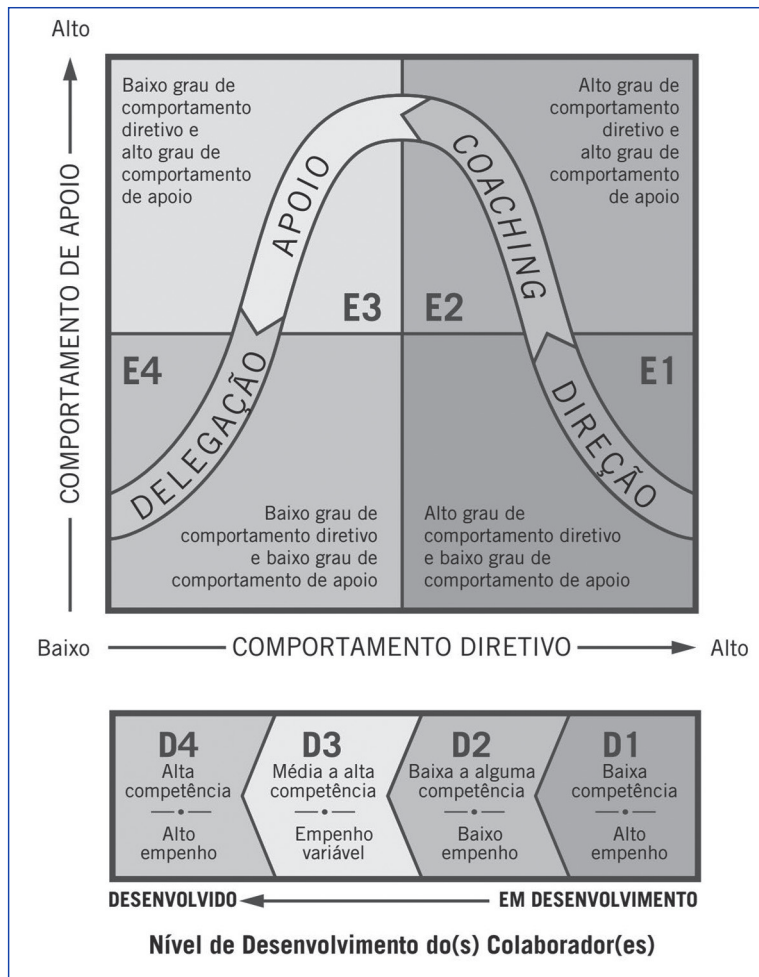 Alto
Baixo grau de
comportamento
diretivo e
alto grau de
comportamento
de apoio
Alto grau de
comportamento
diretivo e
alto grau de
comportamento
de apoio
COMPORTAMENTO DE APOIO
APOIO
COACHING
E3
E2
E4
E1
DELEGAÇÃO
DIREÇÃO
Baixo grau de
comportamento diretivo
e baixo grau de
comportamento de apoio
Alto grau de
comportamento diretivo
e baixo grau de
comportamento de apoio
Baixo
COMPORTAMENTO DIRETIVO
Alto
D4
Alta
competência
Alto
empenho
D3
Média a alta
competência
Empenho
variável
D2
Baixa a alguma
competência
Baixo
empenho
D1
Baixa
competência
Alto
empenho
DESENVOLVIDO
EM DESENVOLVIMENTO
Nível de Desenvolvimento do(s) Colaborador(es)